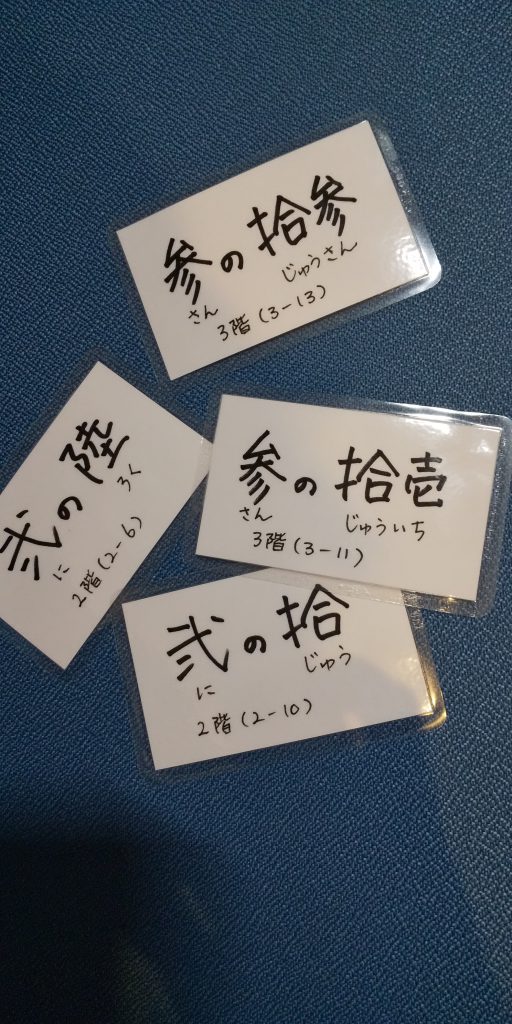 参の拾参
さん じゅうさん
3階(3-13)
弐の陸
に ろく
2階(2-6)
参の拾壱
さん じゅういち
3階(3-11)
弐の拾
に じゅう
2階(2-10)